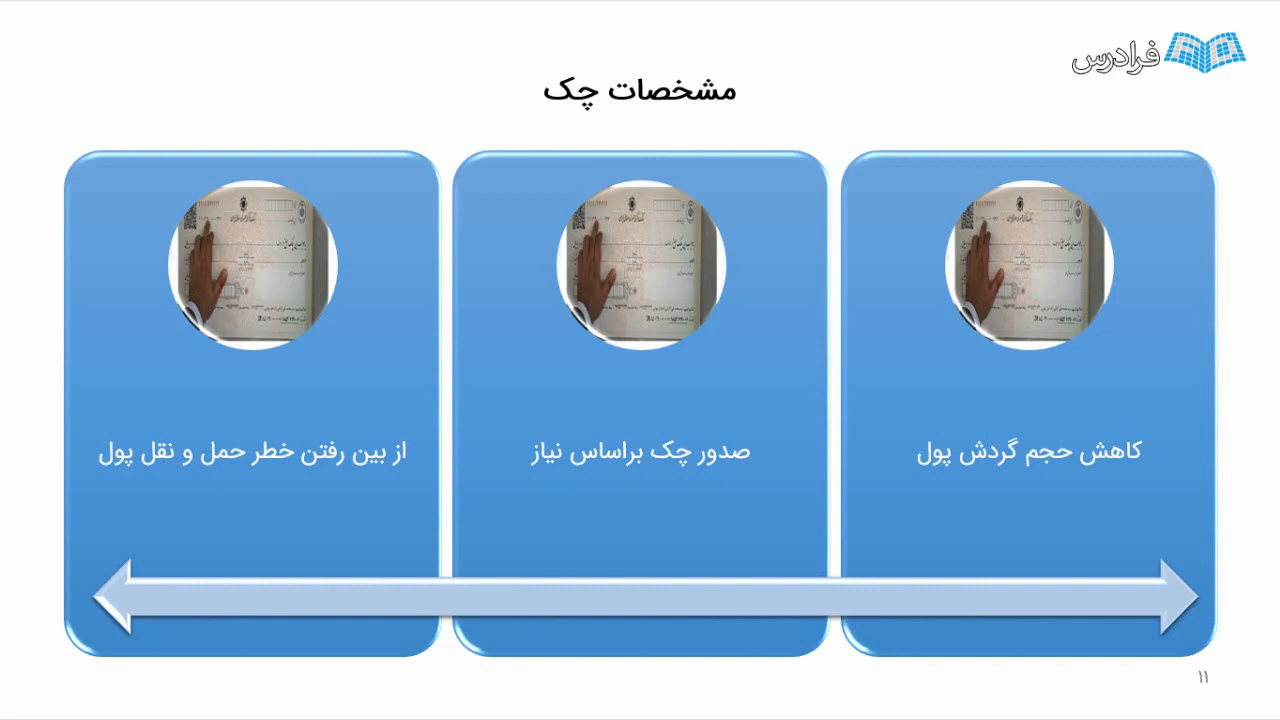 فرادرس
مشخصات چک
کاهش حجم گردش پول
صدور چک براساس نیاز
از بین رفتن خطر حمل و نقل پول
۱۱